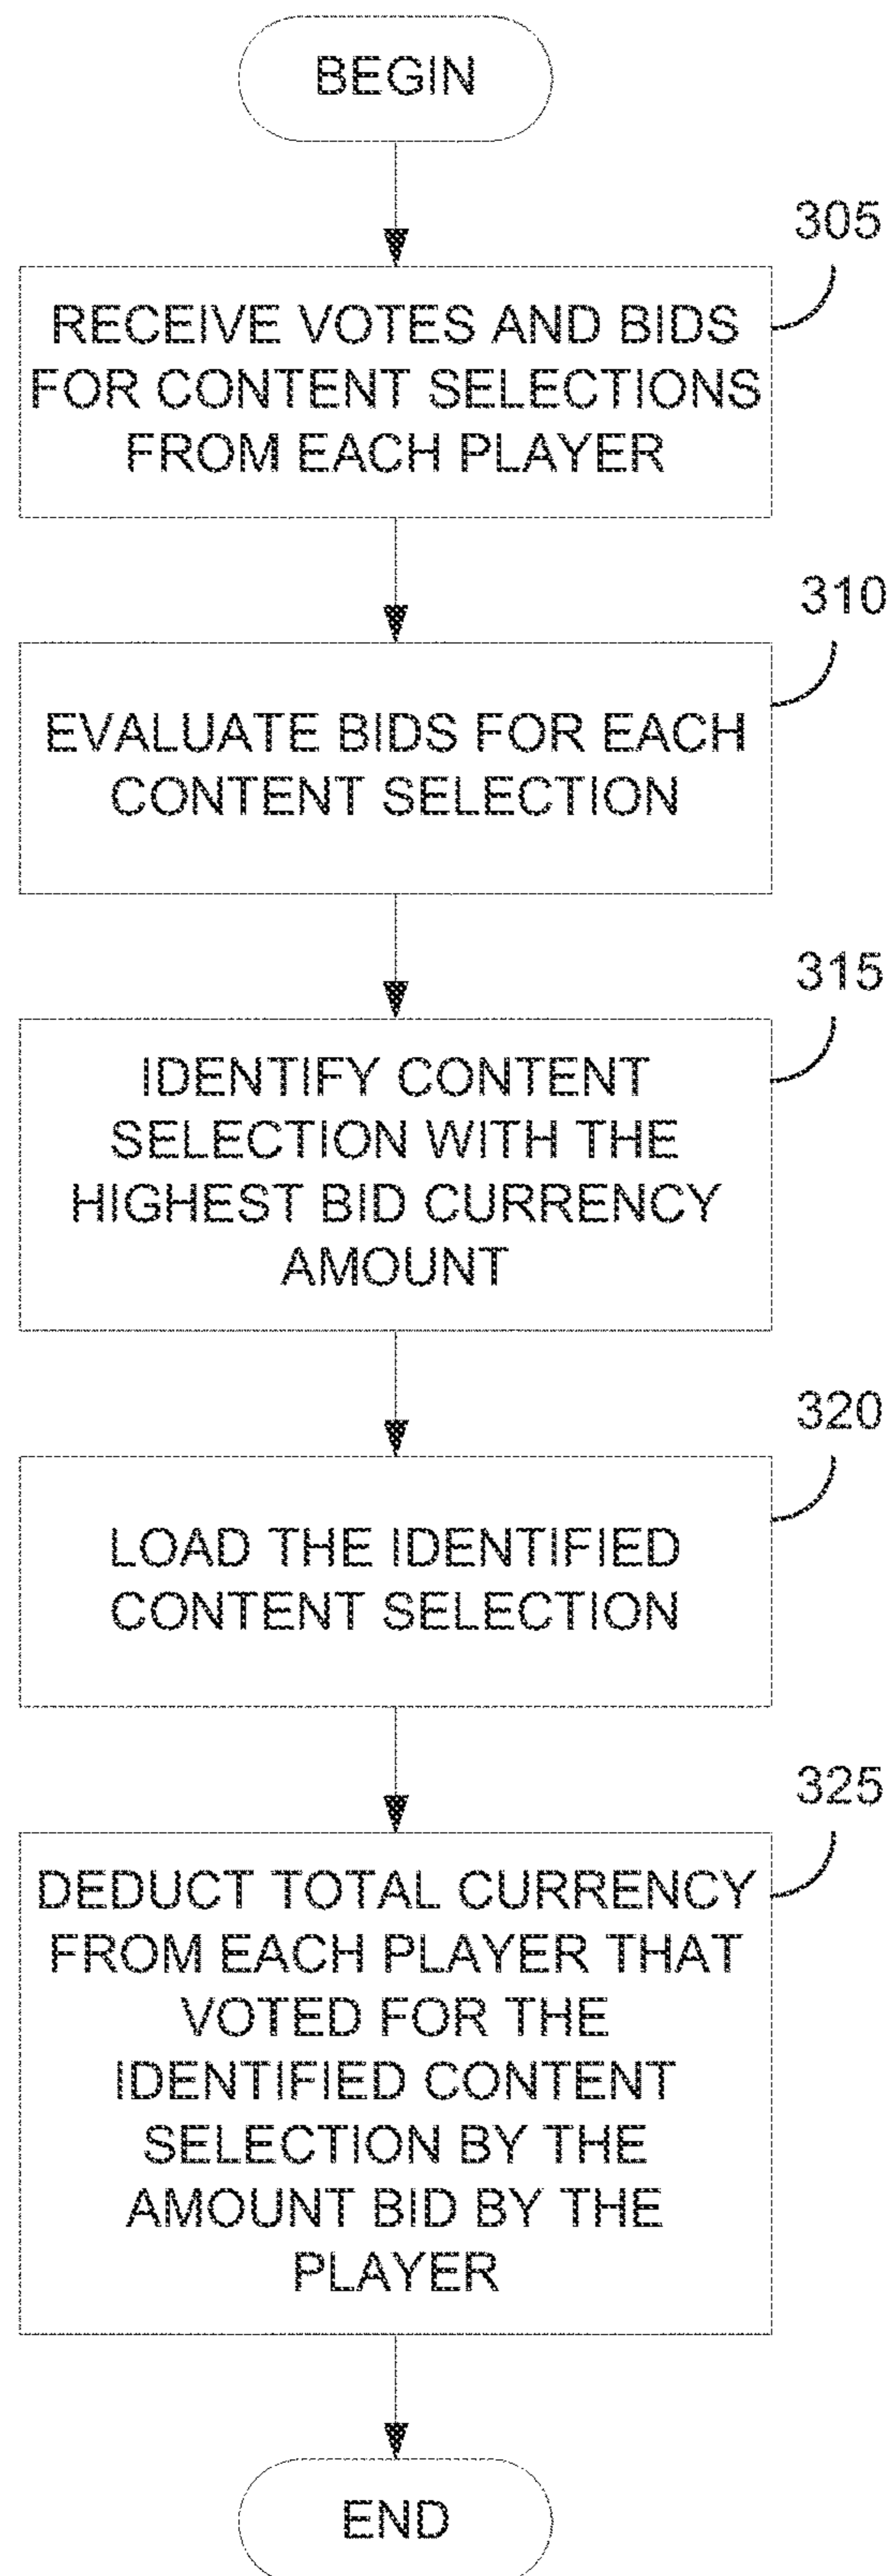 BEGIN
305
RECEIVE VOTES AND BIDS
FOR CONTENT SELECTIONS
FROM EACH PLAYER
310
EVALUATE BIDS FOR EACH
CONTENT SELECTION
315
IDENTIFY CONTENT
SELECTION WITH THE
HIGHEST BID CURRENCY
AMOUNT
320
LOAD THE IDENTIFIED
CONTENT SELECTION
325
DEDUCT TOTAL CURRENCY
FROM EACH PLAYER THAT
VOTED FOR THE
IDENTIFIED CONTENT
SELECTION BY THE
AMOUNT BID BY THE
PLAYER
END